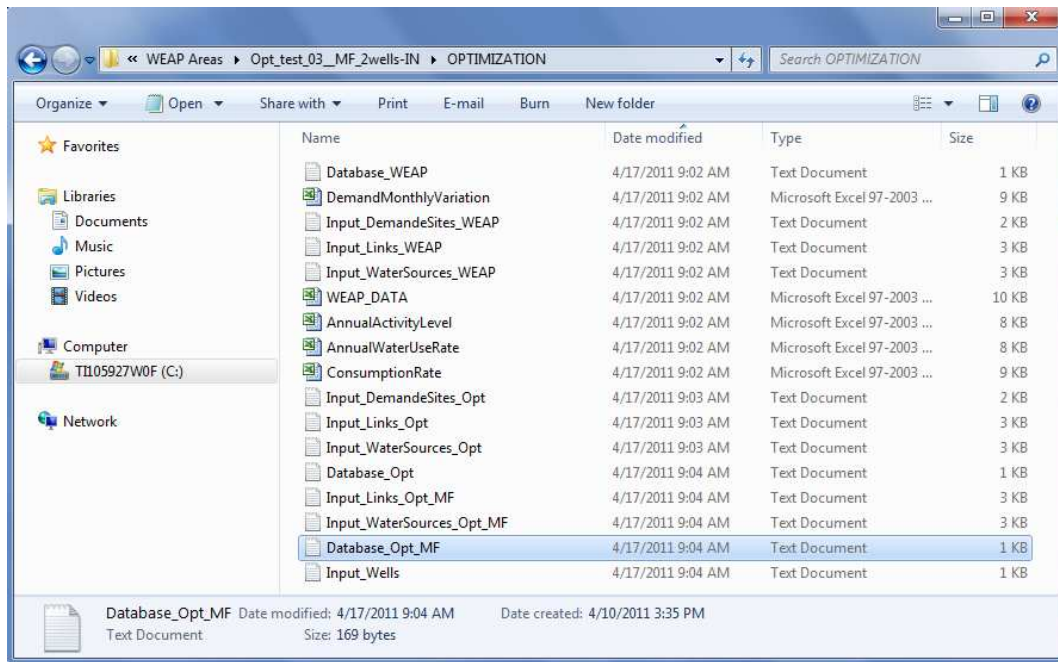 « WEAP Areas ▸ Opt_test_03__MF_2wells-IN ▸ OPTIMIZATION Search OPTIMIZATION
Organize Open Share with Print E-mail Burn New folder
Name Date modified Type Size
Favorites
Libraries
Documents
Music
Pictures
Videos
Computer
TI105927W0F (C:)
Network
Database_WEAP 4/17/2011 9:02 AM Text Document 1 KB
DemandMonthlyVariation 4/17/2011 9:02 AM Microsoft Excel 97-2003 ... 9 KB
Input_DemandeSites_WEAP 4/17/2011 9:02 AM Text Document 2 KB
Input_Links_WEAP 4/17/2011 9:02 AM Text Document 3 KB
Input_WaterSources_WEAP 4/17/2011 9:02 AM Text Document 3 KB
WEAP_DATA 4/17/2011 9:02 AM Microsoft Excel 97-2003 ... 10 KB
AnnualActivityLevel 4/17/2011 9:02 AM Microsoft Excel 97-2003 ... 8 KB
AnnualWaterUseRate 4/17/2011 9:02 AM Microsoft Excel 97-2003 ... 8 KB
ConsumptionRate 4/17/2011 9:02 AM Microsoft Excel 97-2003 ... 9 KB
Input_DemandeSites_Opt 4/17/2011 9:03 AM Text Document 2 KB
Input_Links_Opt 4/17/2011 9:03 AM Text Document 3 KB
Input_WaterSources_Opt 4/17/2011 9:03 AM Text Document 3 KB
Database_Opt 4/17/2011 9:04 AM Text Document 1 KB
Input_Links_Opt_MF 4/17/2011 9:04 AM Text Document 3 KB
Input_WaterSources_Opt_MF 4/17/2011 9:04 AM Text Document 3 KB
Database_Opt_MF 4/17/2011 9:04 AM Text Document 1 KB
Input_Wells 4/17/2011 9:04 AM Text Document 1 KB
Database_Opt_MF Date modified: 4/17/2011 9:04 AM Date created: 4/10/2011 3:35 PM
Text Document Size: 169 bytes